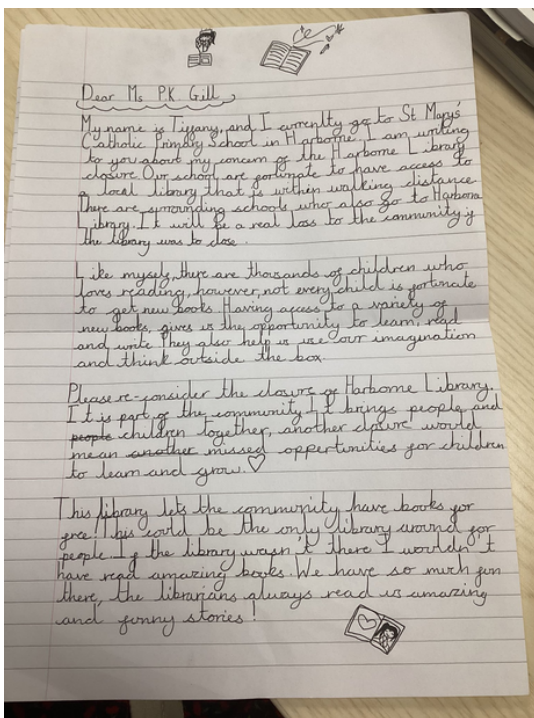 Dear Ms P.K Gill
My name is Tiffany, and I currenlty go to St Marys'
Catholic Primary School in Harborne. I am writing
to you about my concern of the Harborne Library
closure. Our school are fortunate to have access to
a local library that is within walking distance.
There are surrounding schools who also go to Harborne
Library. It will be a real loss to the community if
the library was to close.
Like myself, there are thousands of children who
loves reading, however, not every child is fortinate
to get new books. Having access to a variety of
new books, gives us the opportunity to learn, read
and write. They also help us use our imagination
and think outside the box.
Please re-consider the closure of Harborne Library.
It is part of the community - it brings people and
people children together, another closure would
mean another missed oppertunities for children
to learn and grow.
This library lets the community have books for
free! This could be the only library around for
people. If the library wasn't there I wouldn't
have read amazing books. We have so much fun
there, the librarians always read us amazing
and funny stories!